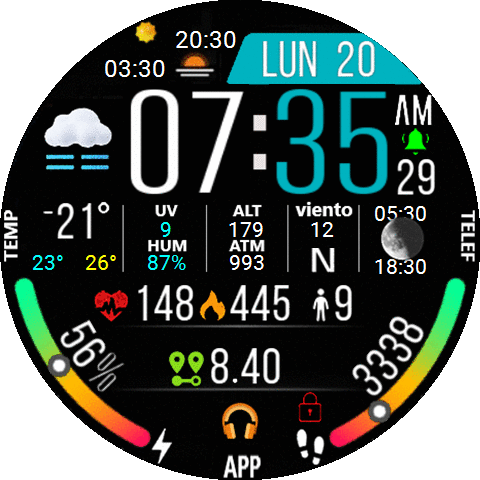 20:30
LUN 20
03:30
07:35
AM
29
TEMP
-21°
UV
9
HUM
87%
ALT
179
ATM
993
viento
12
N
05:30
18:30
TELEF
23° 26°
148 445 9
56%
8.40
3338
APP